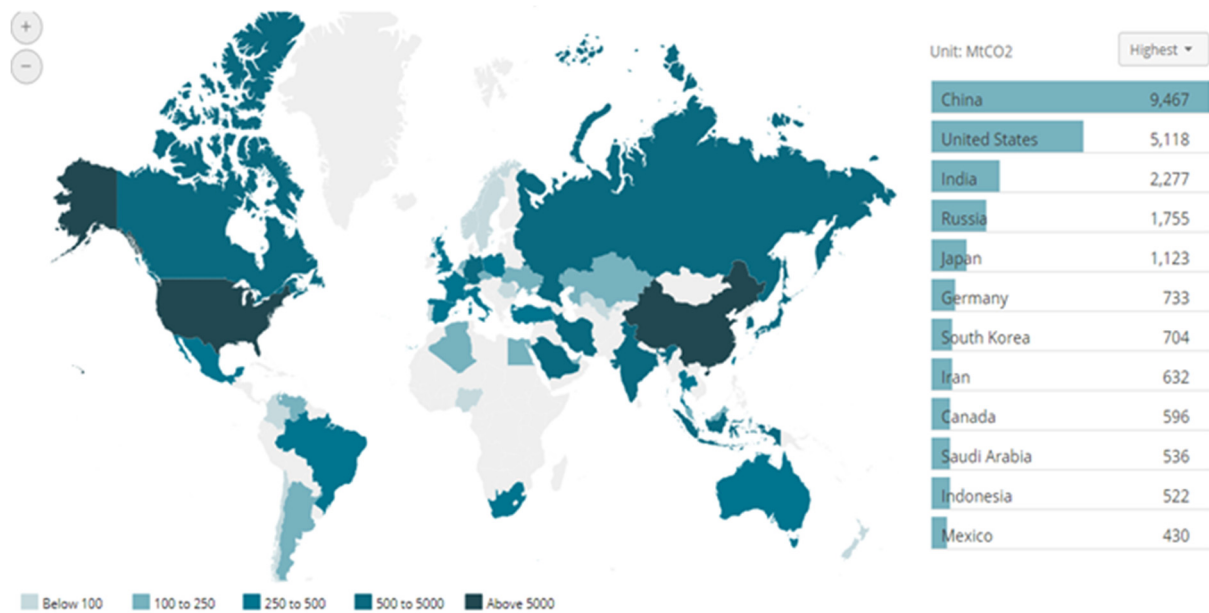 +
−
Unit: MtCO2
Highest
China 9,467
United States 5,118
India 2,277
Russia 1,755
Japan 1,123
Germany 733
South Korea 704
Iran 632
Canada 596
Saudi Arabia 536
Indonesia 522
Mexico 430
Below 100 100 to 250 250 to 500 500 to 5000 Above 5000